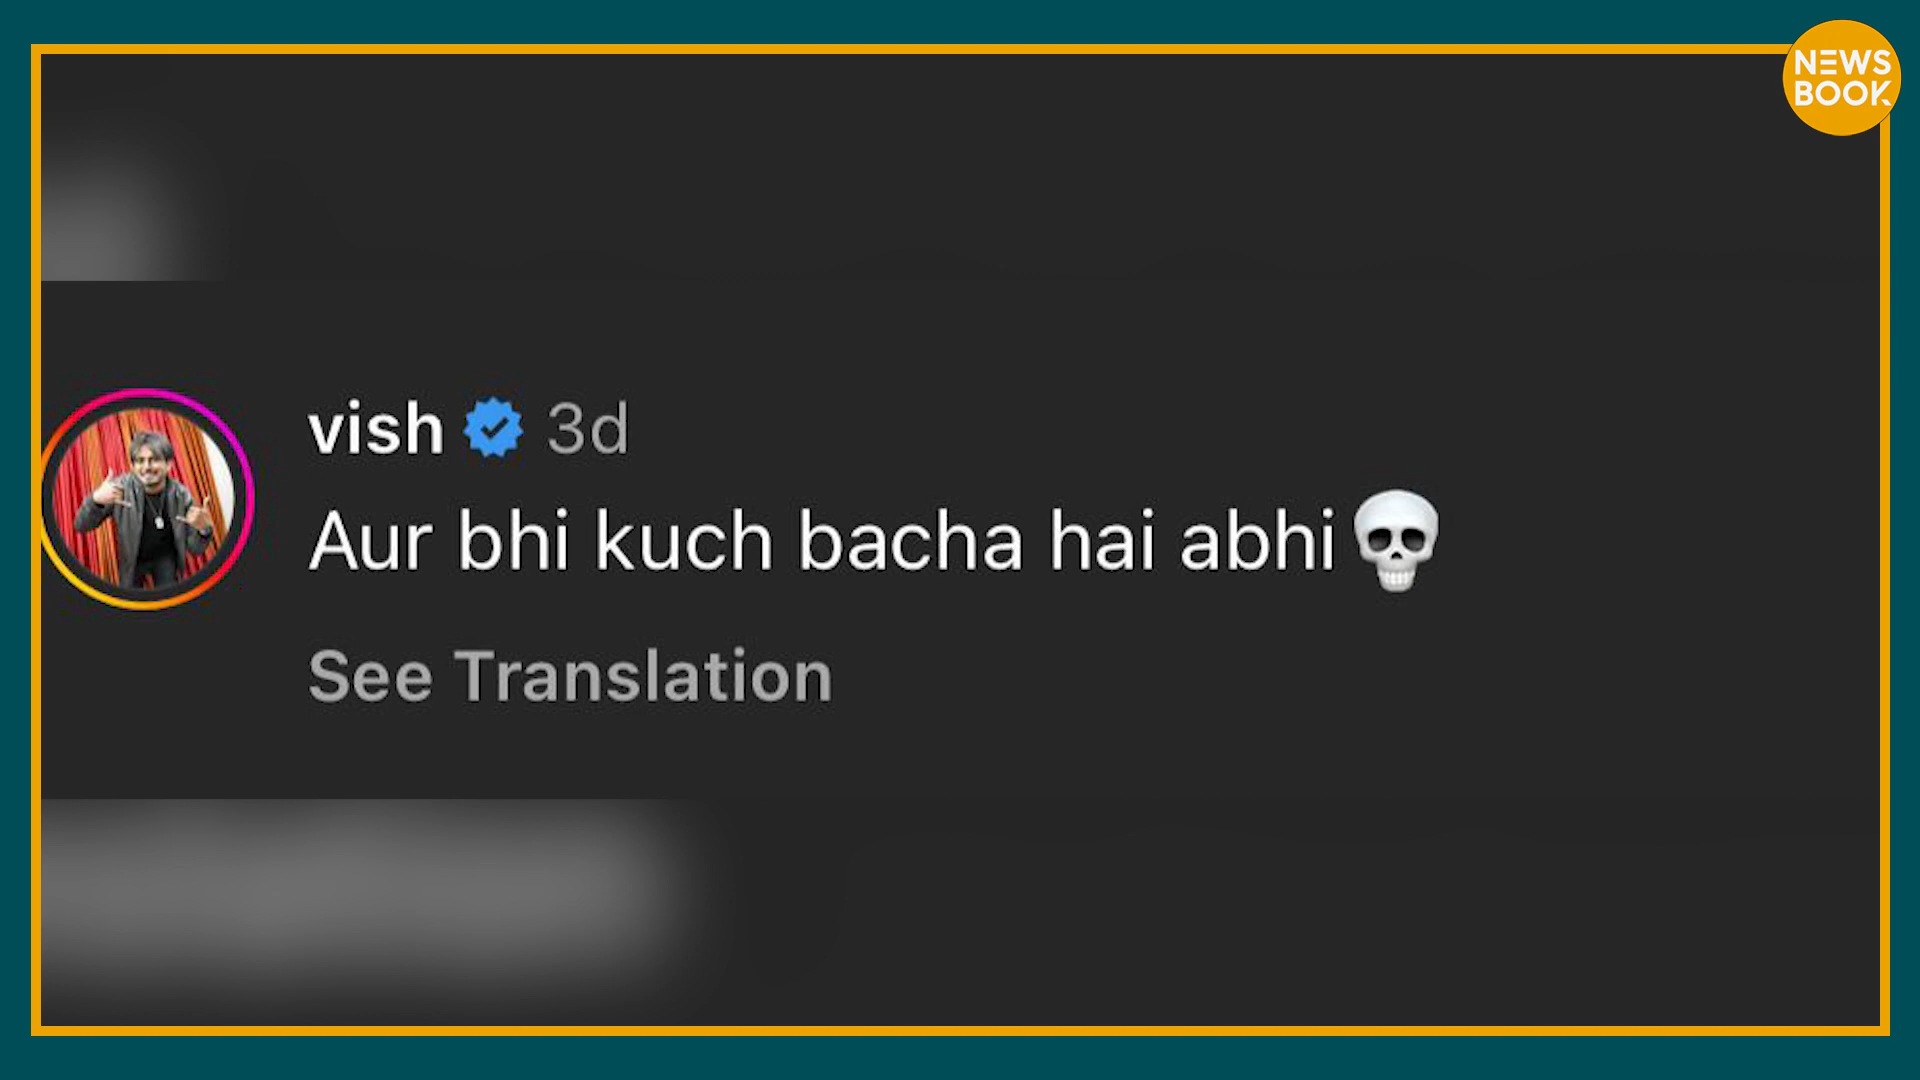 NEWS
BOOK
vish 3d
Aur bhi kuch bacha hai abhi💀
See Translation